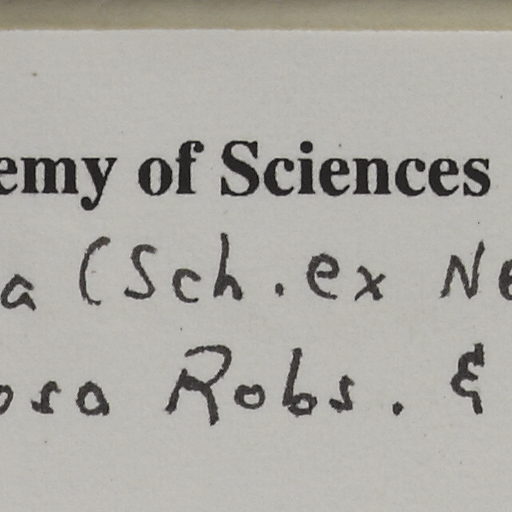 emy of Sciences
a (Sch. ex Ne
osa Robs. &